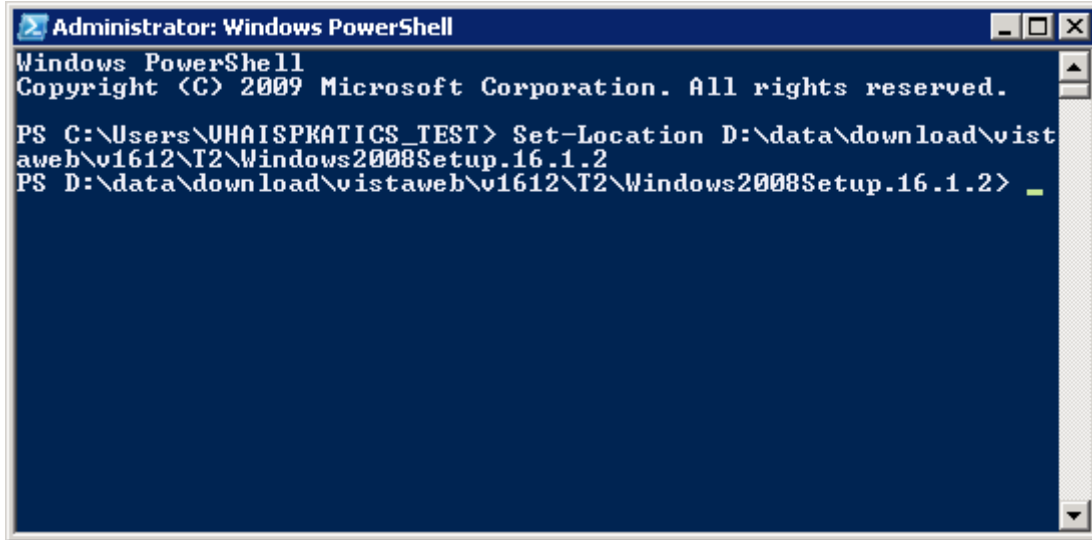 Administrator: Windows PowerShell
Windows PowerShell
Copyright (C) 2009 Microsoft Corporation. All rights reserved.
PS C:\Users\VHAISPKATICS_TEST> Set-Location D:\data\download\vist
aweb\v1612\T2\Windows2008Setup.16.1.2
PS D:\data\download\vistaweb\v1612\T2\Windows2008Setup.16.1.2> _